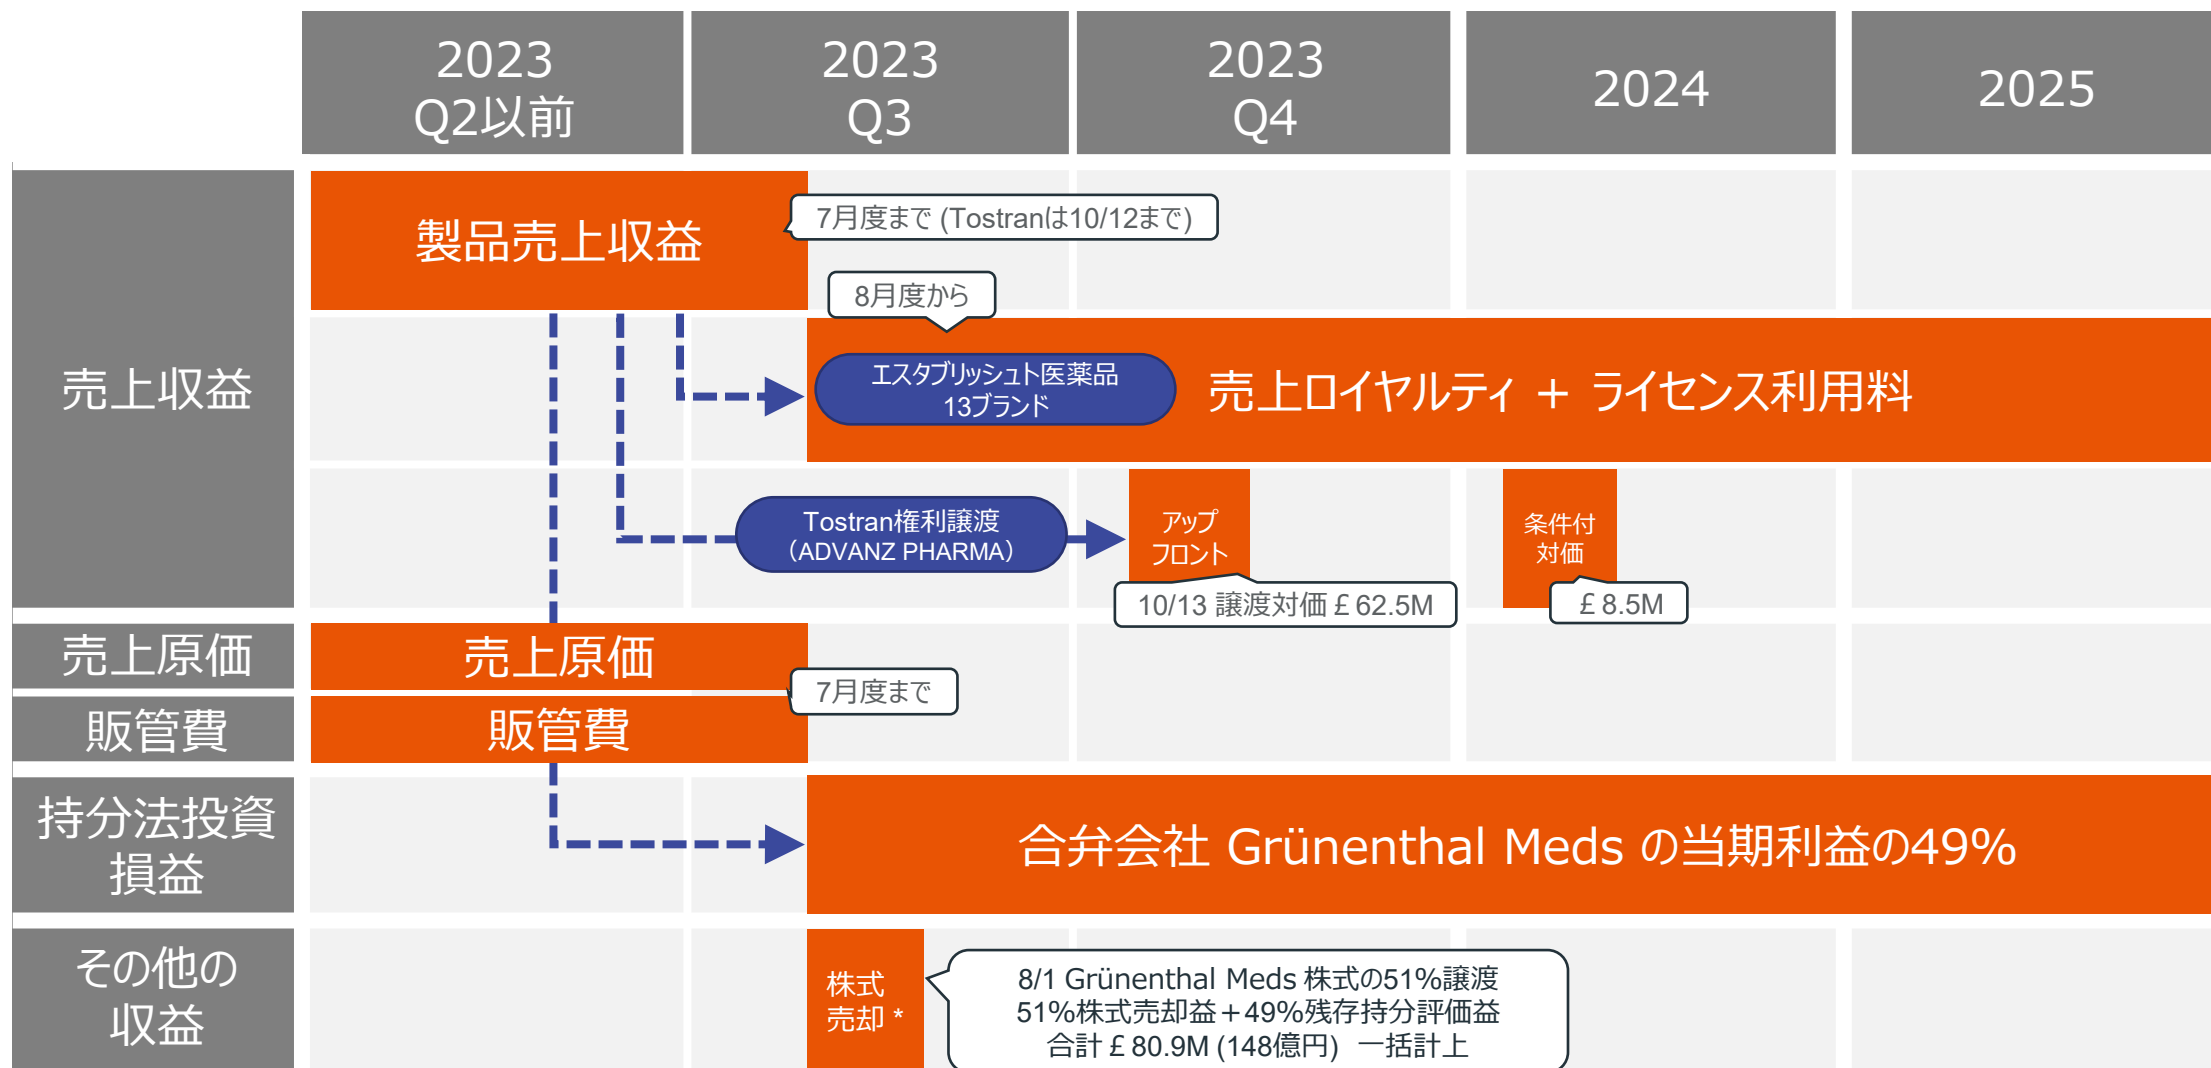 2023
Q2以前
2023
Q3
2023
Q4
2024
2025
売上収益
製品売上収益
7月度まで (Tostranは10/12まで)
8月度から
エスタブリッシュト医薬品
13ブランド
売上ロイヤルティ + ライセンス利用料
Tostran権利譲渡
（ADVANZ PHARMA）
アップ
フロント
10/13 譲渡対価￡62.5M
条件付
対価
￡8.5M
売上原価
売上原価
7月度まで
販管費
販管費
持分法投資
損益
合弁会社 Grünenthal Meds の当期利益の49%
その他の
収益
株式
売却 *
8/1 Grünenthal Meds 株式の51%譲渡
51%株式売却益＋49%残存持分評価益
合計￡80.9M (148億円) 一括計上